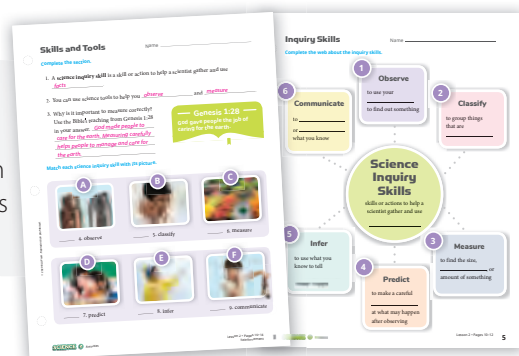 Skills and Tools
Name
Complete the section.
1. A science inquiry skill is a skill or action to help a scientist gather and use
facts
2. You can use science tools to help you observe and measure
3. Why is it important to measure correctly?
Use the Bible teaching from Genesis 1:28
in your answer. God made people to
care for the earth. Measuring carefully
helps people to manage and care for
the earth.
Genesis 1:28
God gave people the job of
caring for the earth.
Match each science inquiry skill with its picture.
A
B
C
4. observe
5. classify
6. measure
D
E
F
7. predict
8. infer
9. communicate
SCIENCE
Inquiry Skills
Name
Complete the web about the inquiry skills.
1
Observe
to use your
to find out something
2
Classify
to group things
that are
6
Communicate
to
or
what you know
Science
Inquiry
Skills
skills or actions to help a
scientist gather and use
5
Infer
to use what you
know to tell
3
Measure
to find the size,
or
amount of something
4
Predict
to make a careful
at what may happen
after observing
5